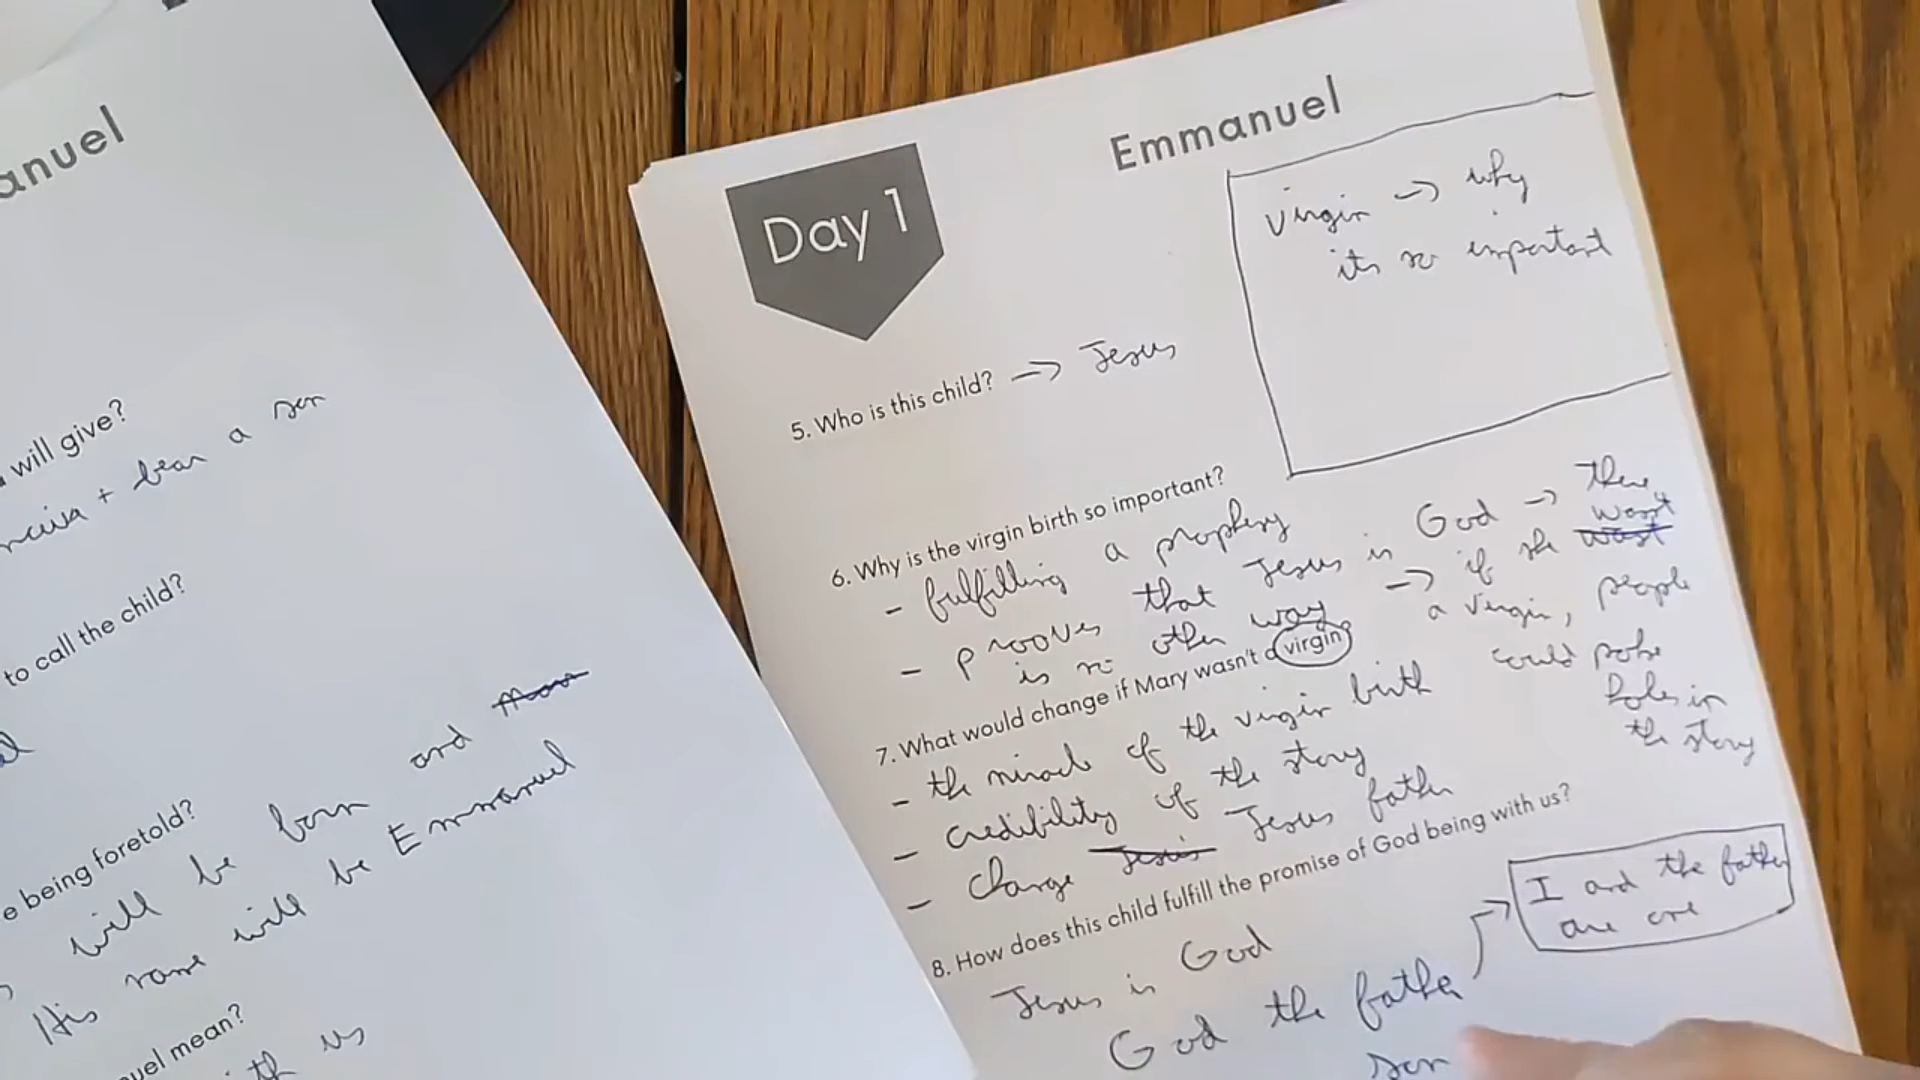 anuel
will give?
+ bear a son
to call the child?
e being foretold?
will be born and
His name will be Emmanuel
uel mean?
us
Emmanuel
Day 1
virgin → why
its so important
5. Who is this child? → Jesus
6. Why is the virgin birth so important?
- fulfilling a prophesy
- prooves that Jesus is God → there
is no other way → if she wasn't
a virgin, people
could poke
holes in
the story
7. What would change if Mary wasn't a virgin
- the miracle of the virgin birth
- credibility of the story
- change Jesus Jesus father
8. How does this child fulfill the promise of God being with us?
Jesus is God
God the father → I and the father
are one
son